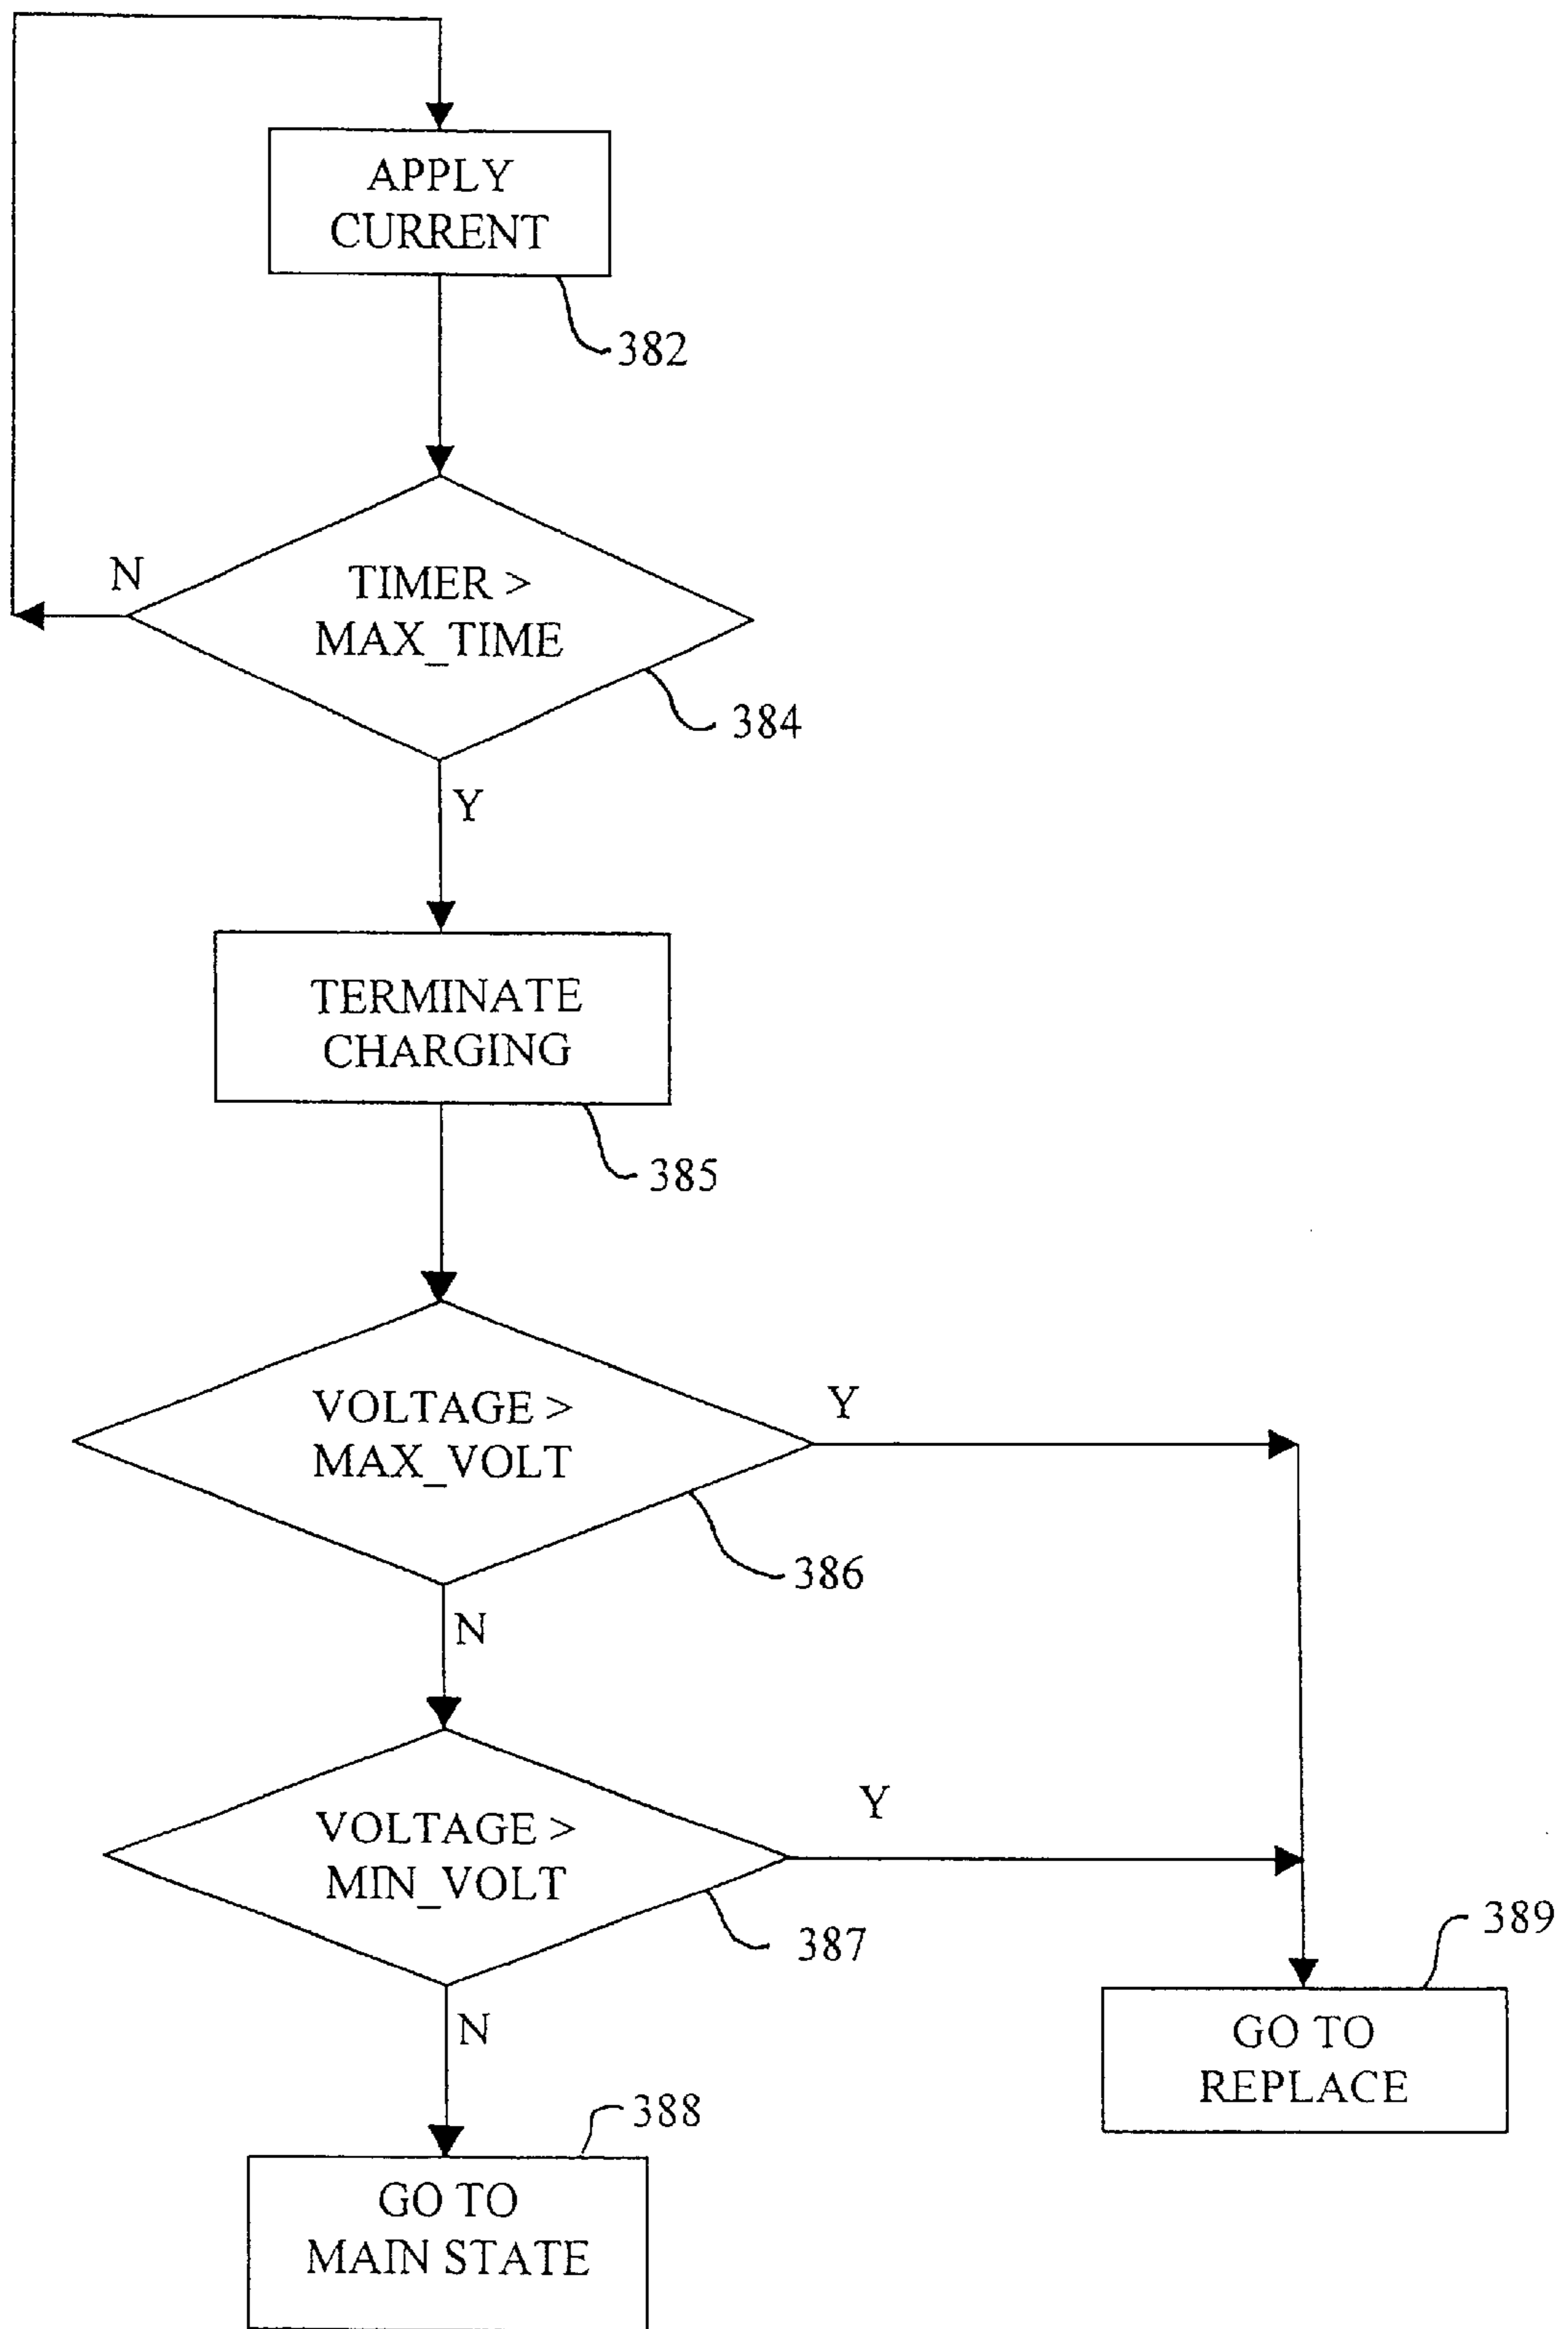 APPLY
CURRENT
382
TIMER >
MAX_TIME
N
384
Y
TERMINATE
CHARGING
385
VOLTAGE >
MAX_VOLT
Y
386
N
VOLTAGE >
MIN_VOLT
Y
387
N
389
GO TO
REPLACE
388
GO TO
MAIN STATE